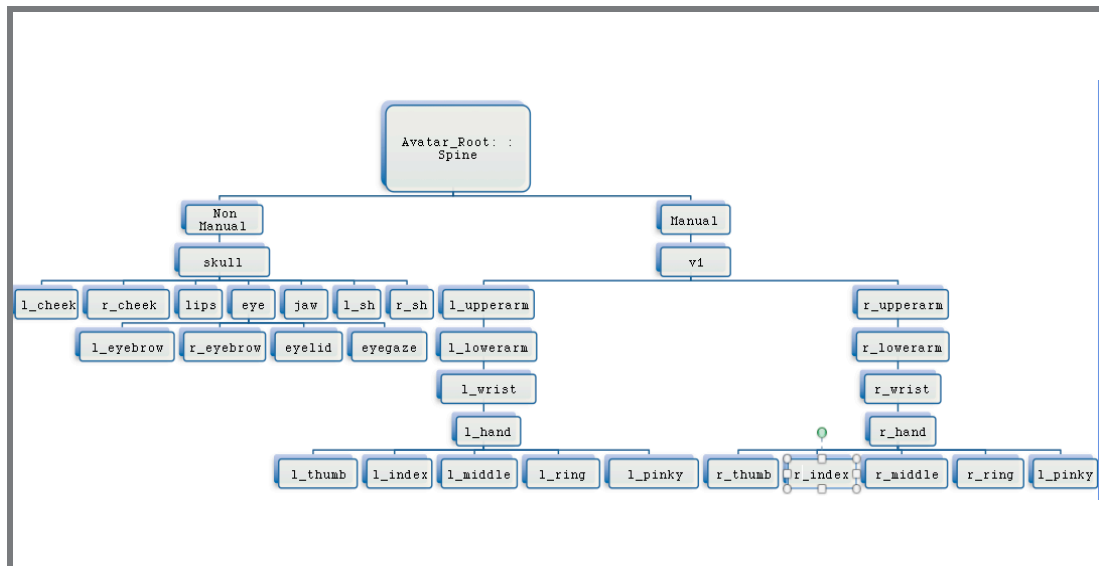 Avatar_Root: :
Spine
Non
Manual
Manual
skull
v1
l_cheek
r_cheek
lips
eye
jaw
l_sh
r_sh
l_upperarm
r_upperarm
l_eyebrow
r_eyebrow
eyelid
eyegaze
l_lowerarm
r_lowerarm
l_wrist
r_wrist
l_hand
r_hand
l_thumb
l_index
l_middle
l_ring
l_pinky
r_thumb
r_index
r_middle
r_ring
l_pinky